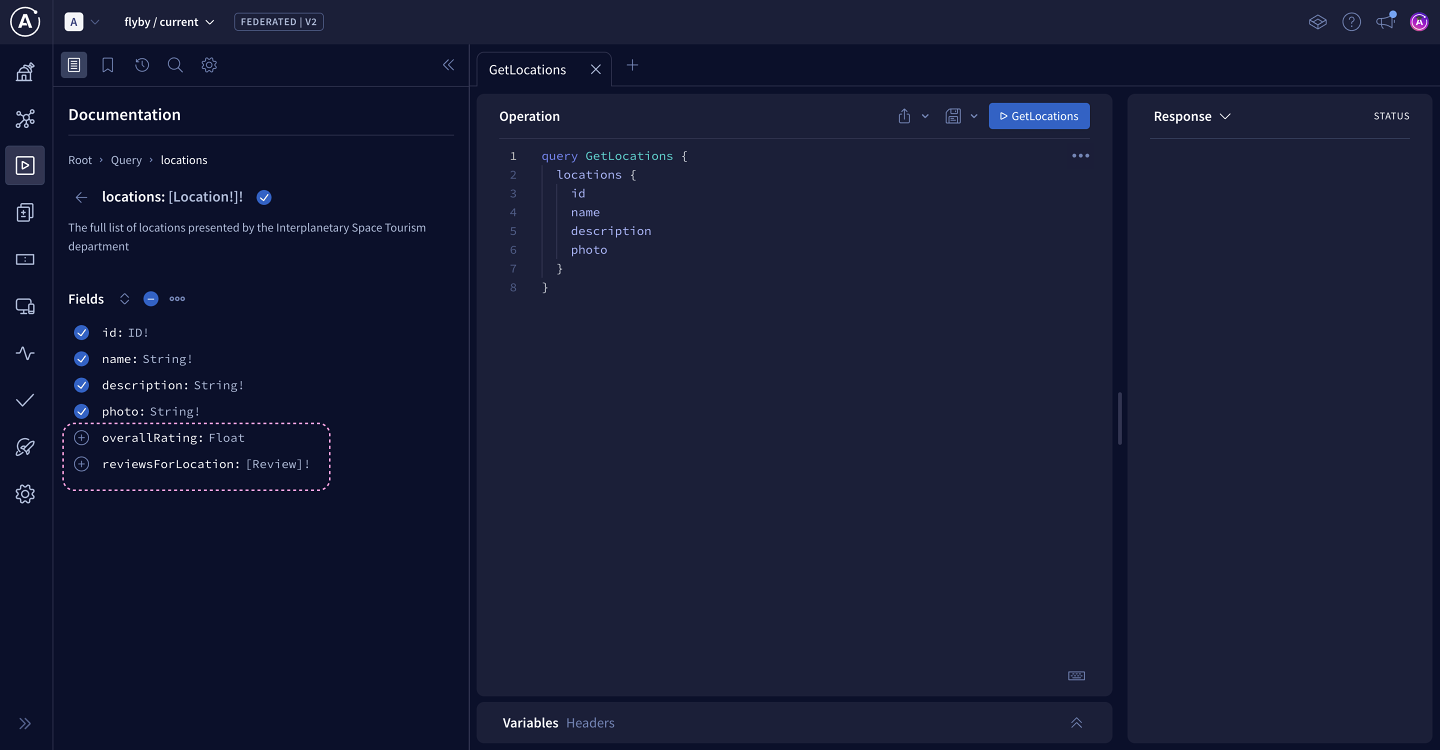 A
flyby / current
FEDERATED | V2
Documentation
Root › Query › locations
locations: [Location!]!
The full list of locations presented by the Interplanetary Space Tourism
department
Fields
id: ID!
name: String!
description: String!
photo: String!
overallRating: Float
reviewsForLocation: [Review]!
GetLocations
Operation
GetLocations
1 query GetLocations {
2 locations {
3 id
4 name
5 description
6 photo
7 }
8 }
Variables Headers
Response
STATUS